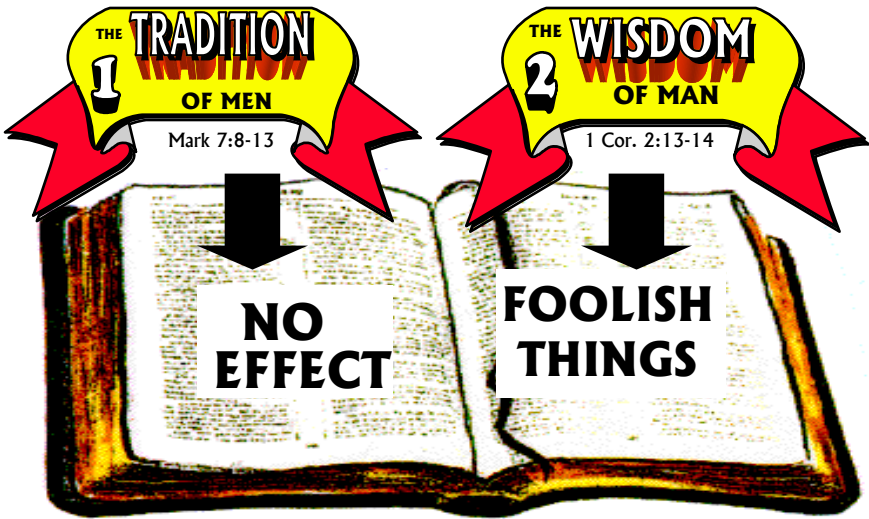 THE TRADITION
1
OF MEN
Mark 7:8-13
NO
EFFECT
THE WISDOM
2
OF MAN
1 Cor. 2:13-14
FOOLISH
THINGS